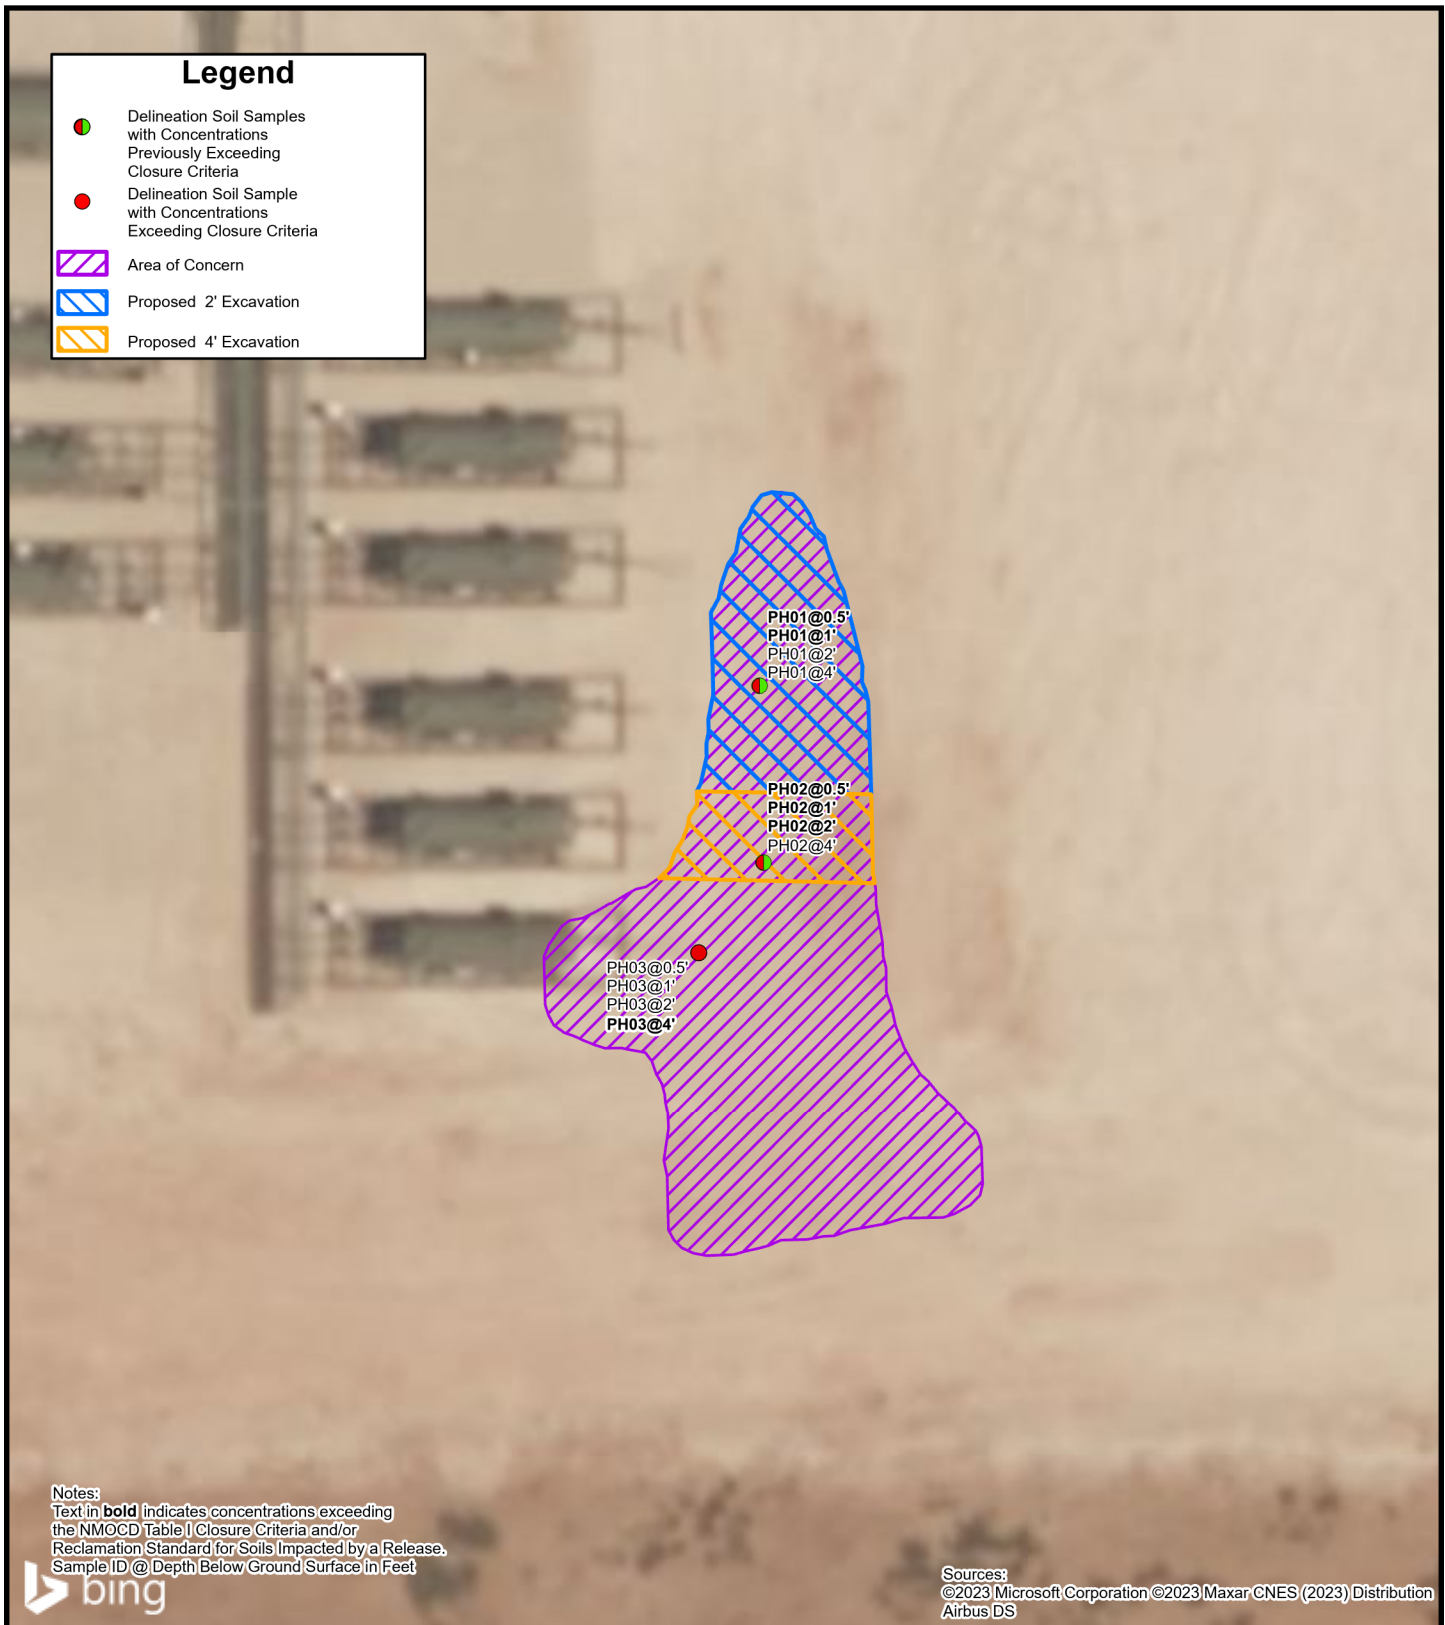 Legend
Delineation Soil Samples
with Concentrations
Previously Exceeding
Closure Criteria
Delineation Soil Sample
with Concentrations
Exceeding Closure Criteria
Area of Concern
Proposed 2' Excavation
Proposed 4' Excavation
PH01@0.5'
PH01@1'
PH01@2'
PH01@4'
PH02@0.5'
PH02@1'
PH02@2'
PH02@4'
PH03@0.5'
PH03@1'
PH03@2'
PH03@4'
Notes:
Text in bold indicates concentrations exceeding
the NMOCD Table I Closure Criteria and/or
Reclamation Standard for Soils Impacted by a Release.
Sample ID @ Depth Below Ground Surface in Feet
bing
Sources:
©2023 Microsoft Corporation ©2023 Maxar CNES (2023) Distribution
Airbus DS